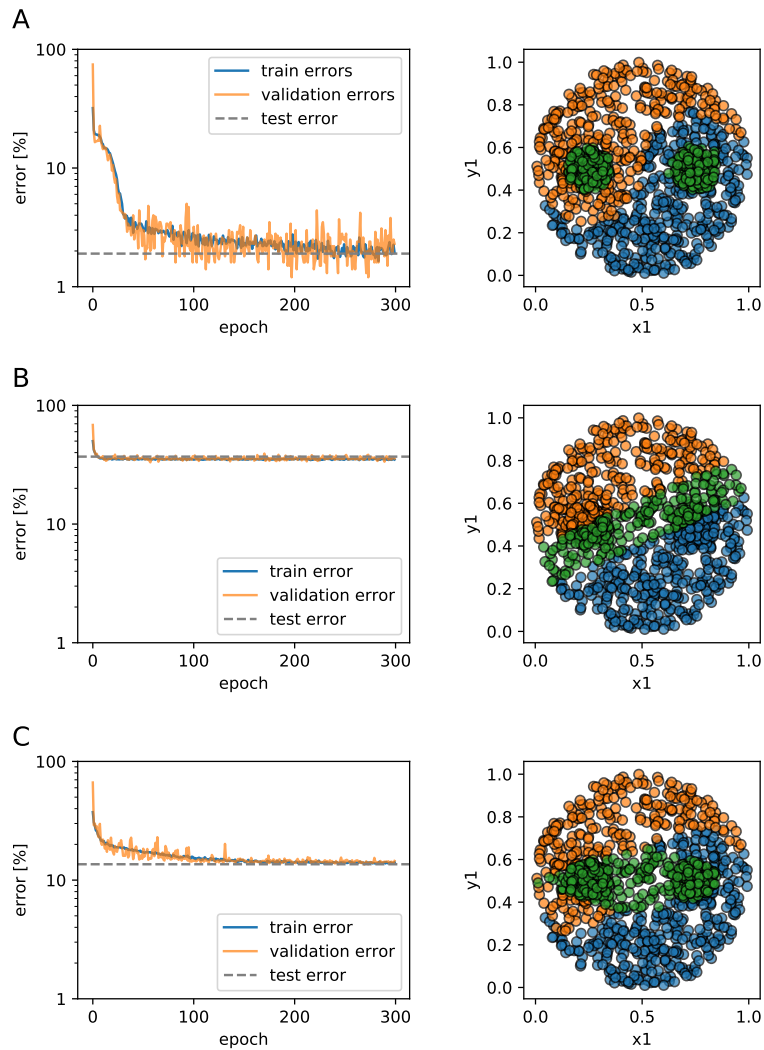 A
100
10
1
error [%]
0
100
200
300
epoch
train errors
validation errors
test error
1.0
0.8
0.6
0.4
0.2
0.0
y1
0.0
0.5
1.0
x1
B
100
10
1
error [%]
0
100
200
300
epoch
train error
validation error
test error
1.0
0.8
0.6
0.4
0.2
0.0
y1
0.0
0.5
1.0
x1
C
100
10
1
error [%]
0
100
200
300
epoch
train error
validation error
test error
1.0
0.8
0.6
0.4
0.2
0.0
y1
0.0
0.5
1.0
x1